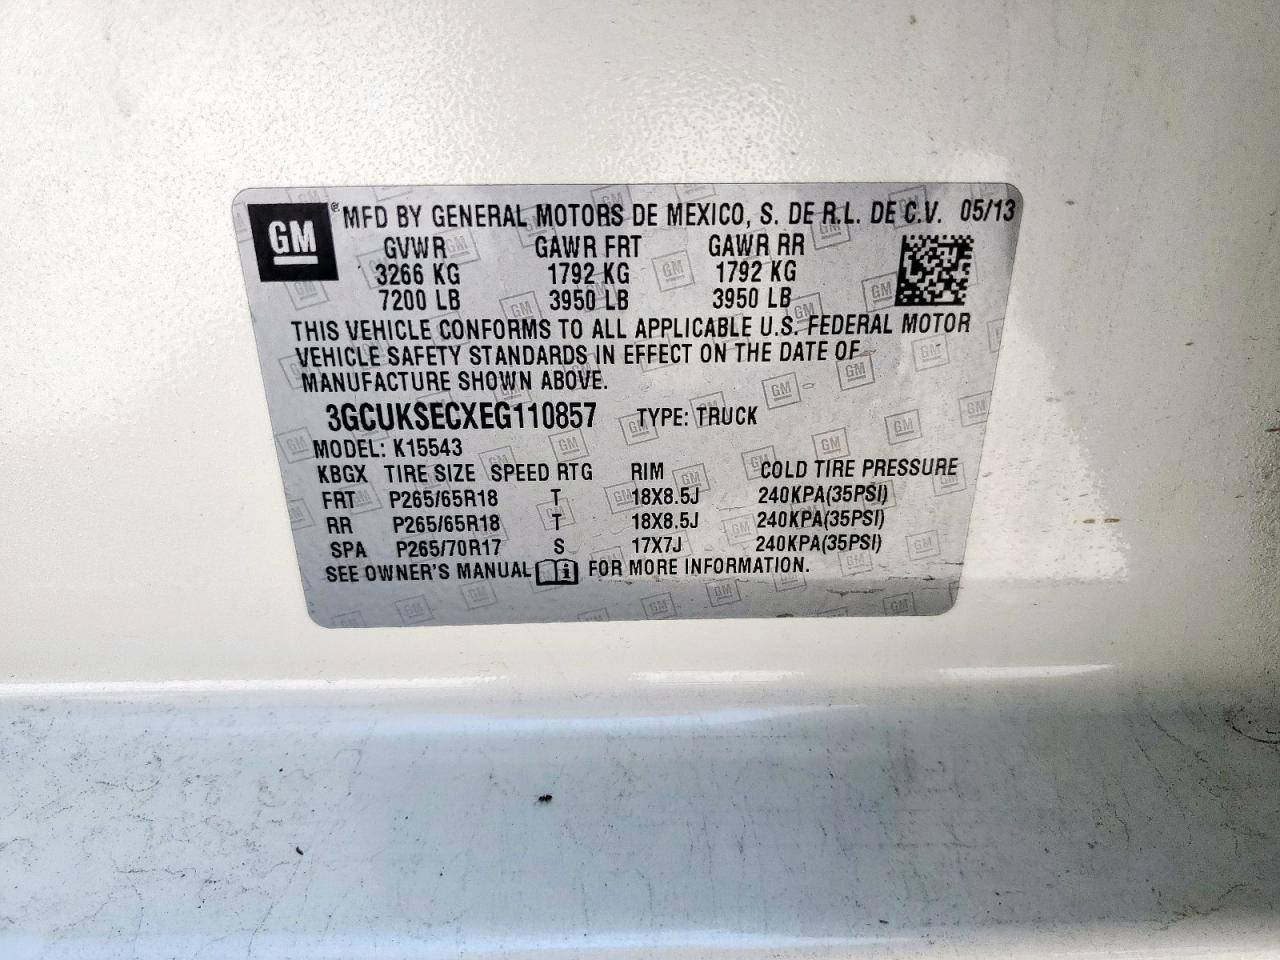 GM ® MFD BY GENERAL MOTORS DE MEXICO, S. DE R.L. DE C.V. 05/13
GVWR GAWR FRT GAWR RR
3266 KG 1792 KG 1792 KG
7200 LB 3950 LB 3950 LB
THIS VEHICLE CONFORMS TO ALL APPLICABLE U.S. FEDERAL MOTOR
VEHICLE SAFETY STANDARDS IN EFFECT ON THE DATE OF
MANUFACTURE SHOWN ABOVE.
3GCUKSECXEG110857 TYPE: TRUCK
MODEL: K15543
KBGX TIRE SIZE SPEED RTG RIM COLD TIRE PRESSURE
FRT P265/65R18 T 18X8.5J 240KPA(35PSI)
RR P265/65R18 T 18X8.5J 240KPA(35PSI)
SPA P265/70R17 S 17X7J 240KPA(35PSI)
SEE OWNER'S MANUAL i FOR MORE INFORMATION.